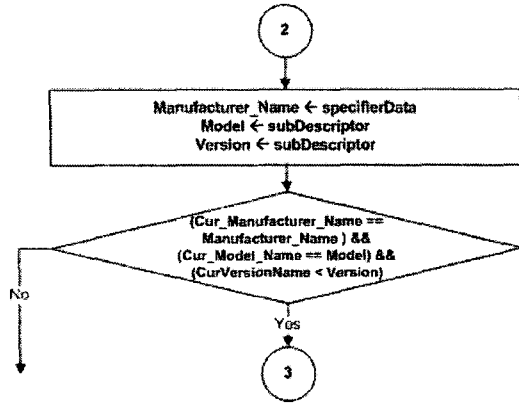 2
Manufacturer_Name ← specifierData
Model ← subDescriptor
Version ← subDescriptor
(Cur_Manufacturer_Name ==
Manufacturer_Name ) &&
(Cur_Model_Name == Model) &&
(CurVersionName < Version)
No
Yes
3